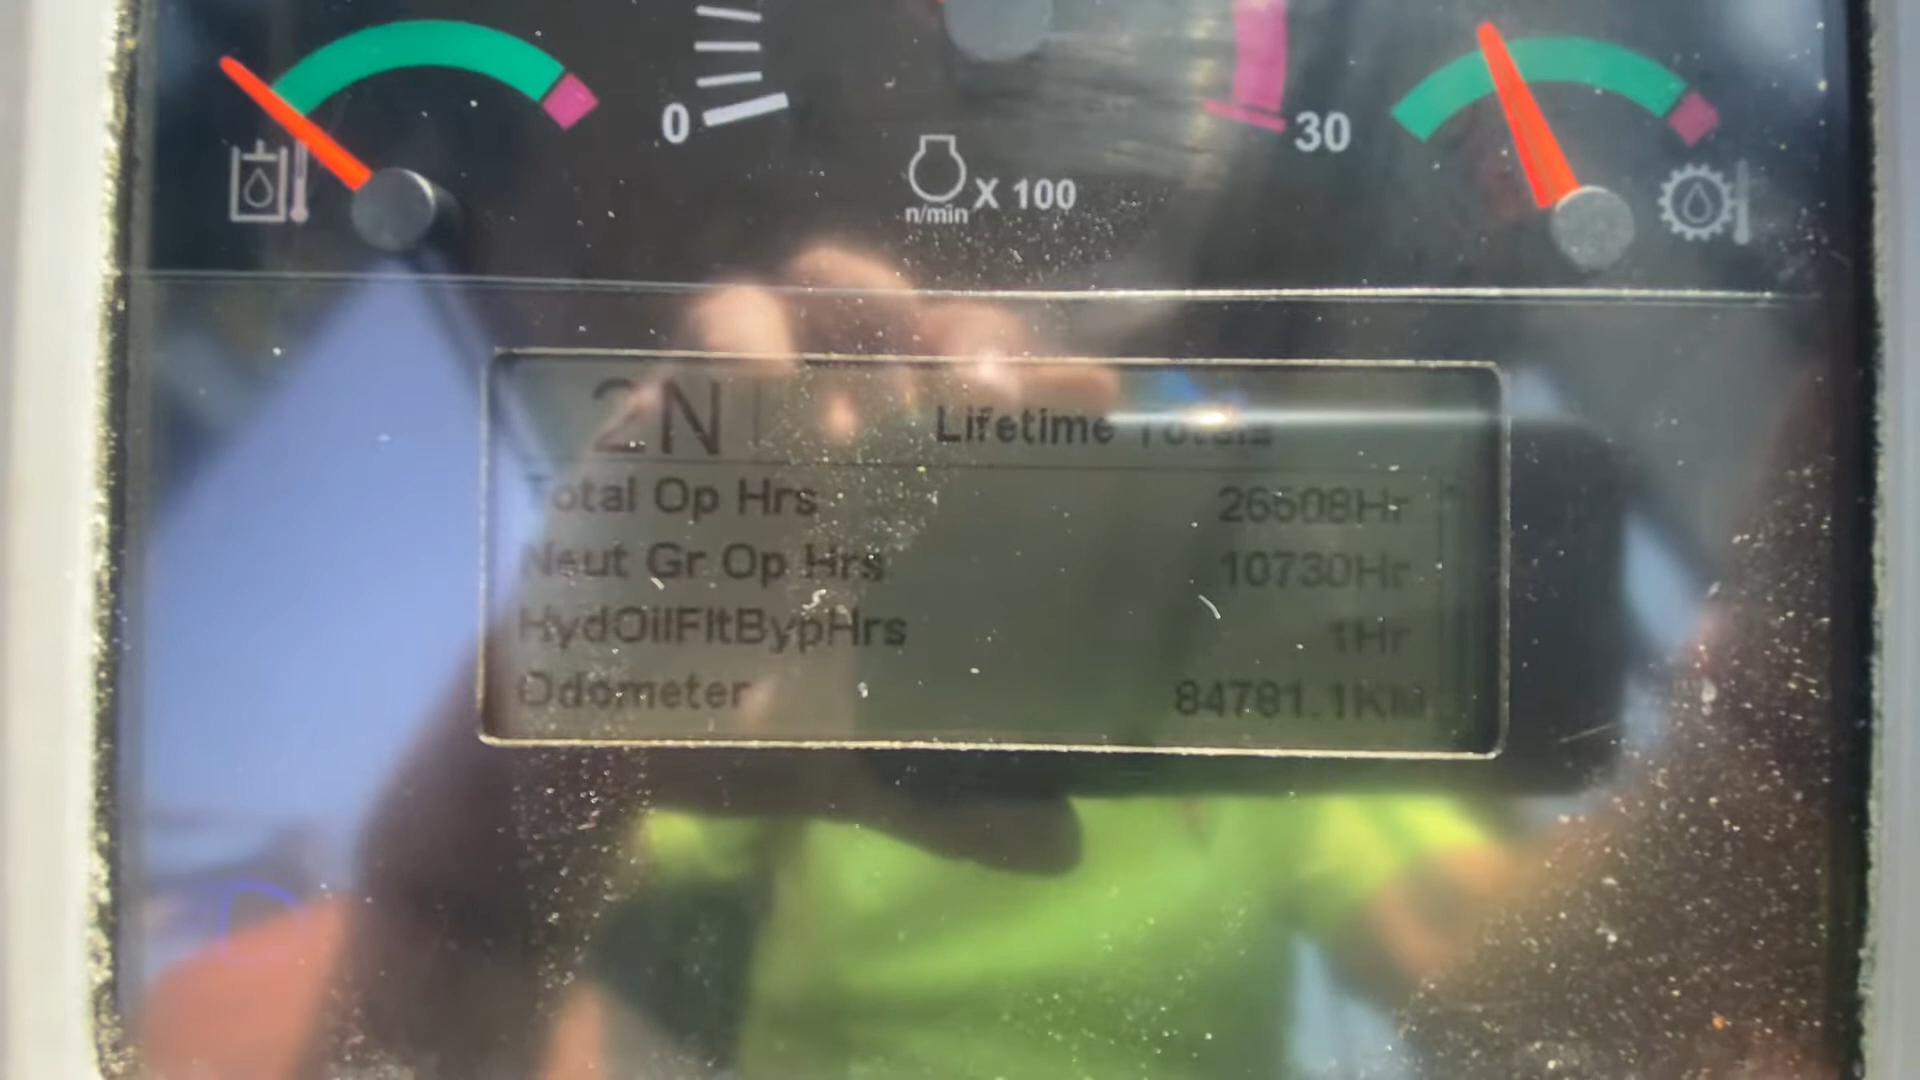 0
30
X 100
n/min
2N
Lifetime Totals
Total Op Hrs
Neut Gr Op Hrs 10730Hr
HydOilFltBypHrs 1Hr
Odometer 84781.1KM